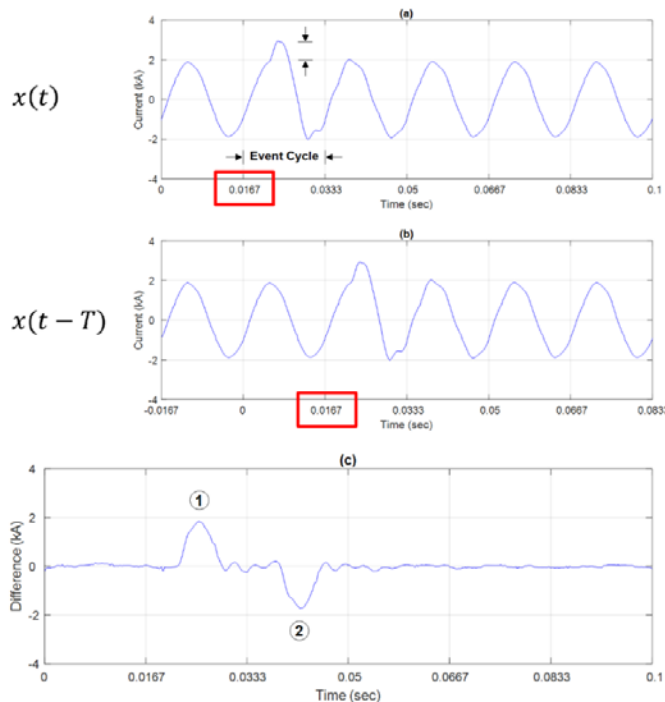 (a)
x(t)
Current (kA)
4
2
0
-2
-4
Event Cycle
0 0.0167 0.0333 0.05 0.0667 0.0833 0.1
Time (sec)
(b)
x(t − T)
Current (kA)
4
2
0
-2
-4
-0.0167 0 0.0167 0.0333 0.05 0.0667 0.0833
Time (sec)
(c)
Difference (kA)
4
2
0
-2
-4
1
2
0 0.0167 0.0333 0.05 0.0667 0.0833 0.1
Time (sec)